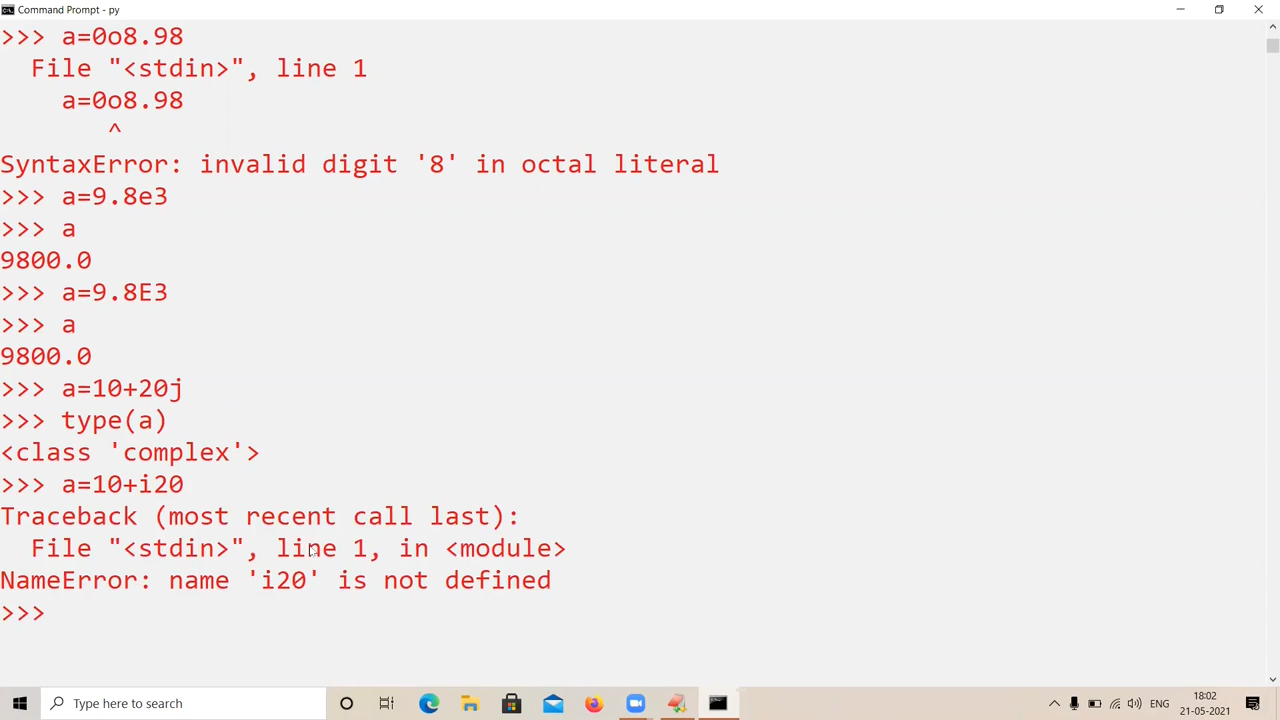 Command Prompt - py
>>> a=0o8.98
  File "<stdin>", line 1
    a=0o8.98
       ^
SyntaxError: invalid digit '8' in octal literal
>>> a=9.8e3
>>> a
9800.0
>>> a=9.8E3
>>> a
9800.0
>>> a=10+20j
>>> type(a)
<class 'complex'>
>>> a=10+i20
Traceback (most recent call last):
  File "<stdin>", line 1, in <module>
NameError: name 'i20' is not defined
>>>
Type here to search
ENG
18:02
21-05-2021